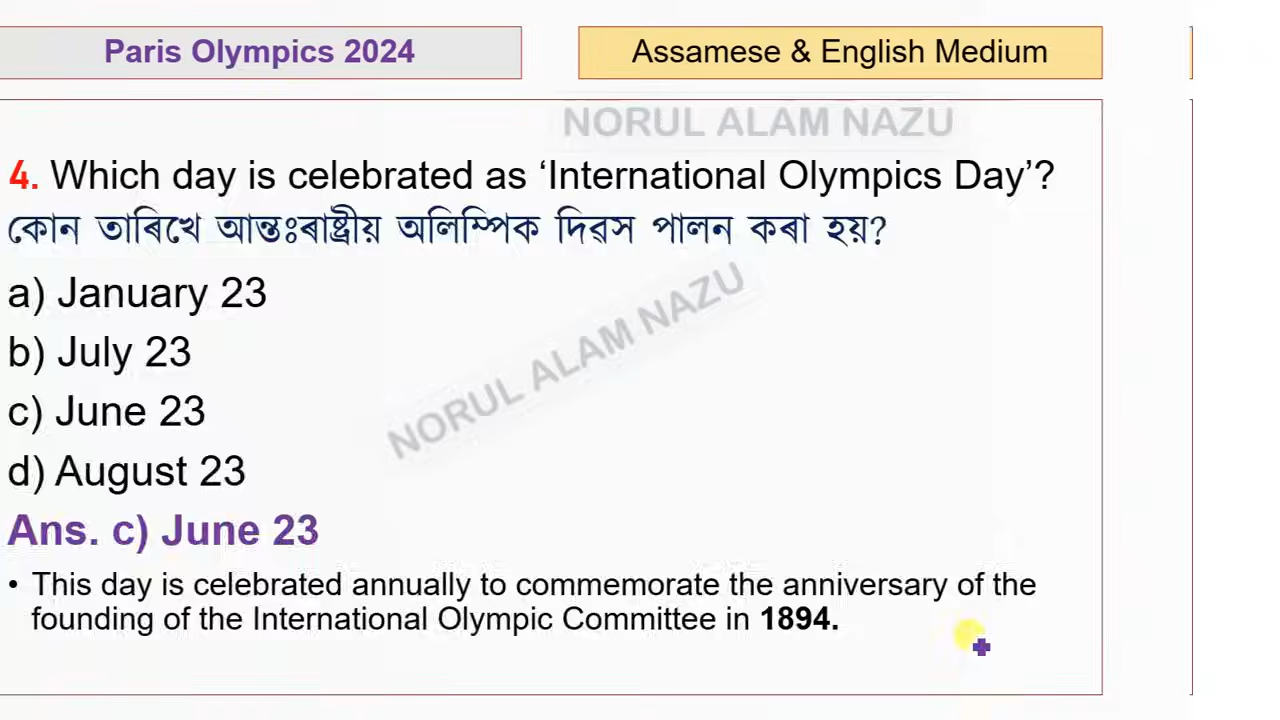 Paris Olympics 2024
Assamese & English Medium
NORUL ALAM NAZU
4. Which day is celebrated as ‘International Olympics Day’?
কোন তাৰিখে আন্তঃৰাষ্ট্ৰীয় অলিম্পিক দিৱস পালন কৰা হয়?
a) January 23
b) July 23
c) June 23
d) August 23
NORUL ALAM NAZU
Ans. c) June 23
• This day is celebrated annually to commemorate the anniversary of the
founding of the International Olympic Committee in 1894.